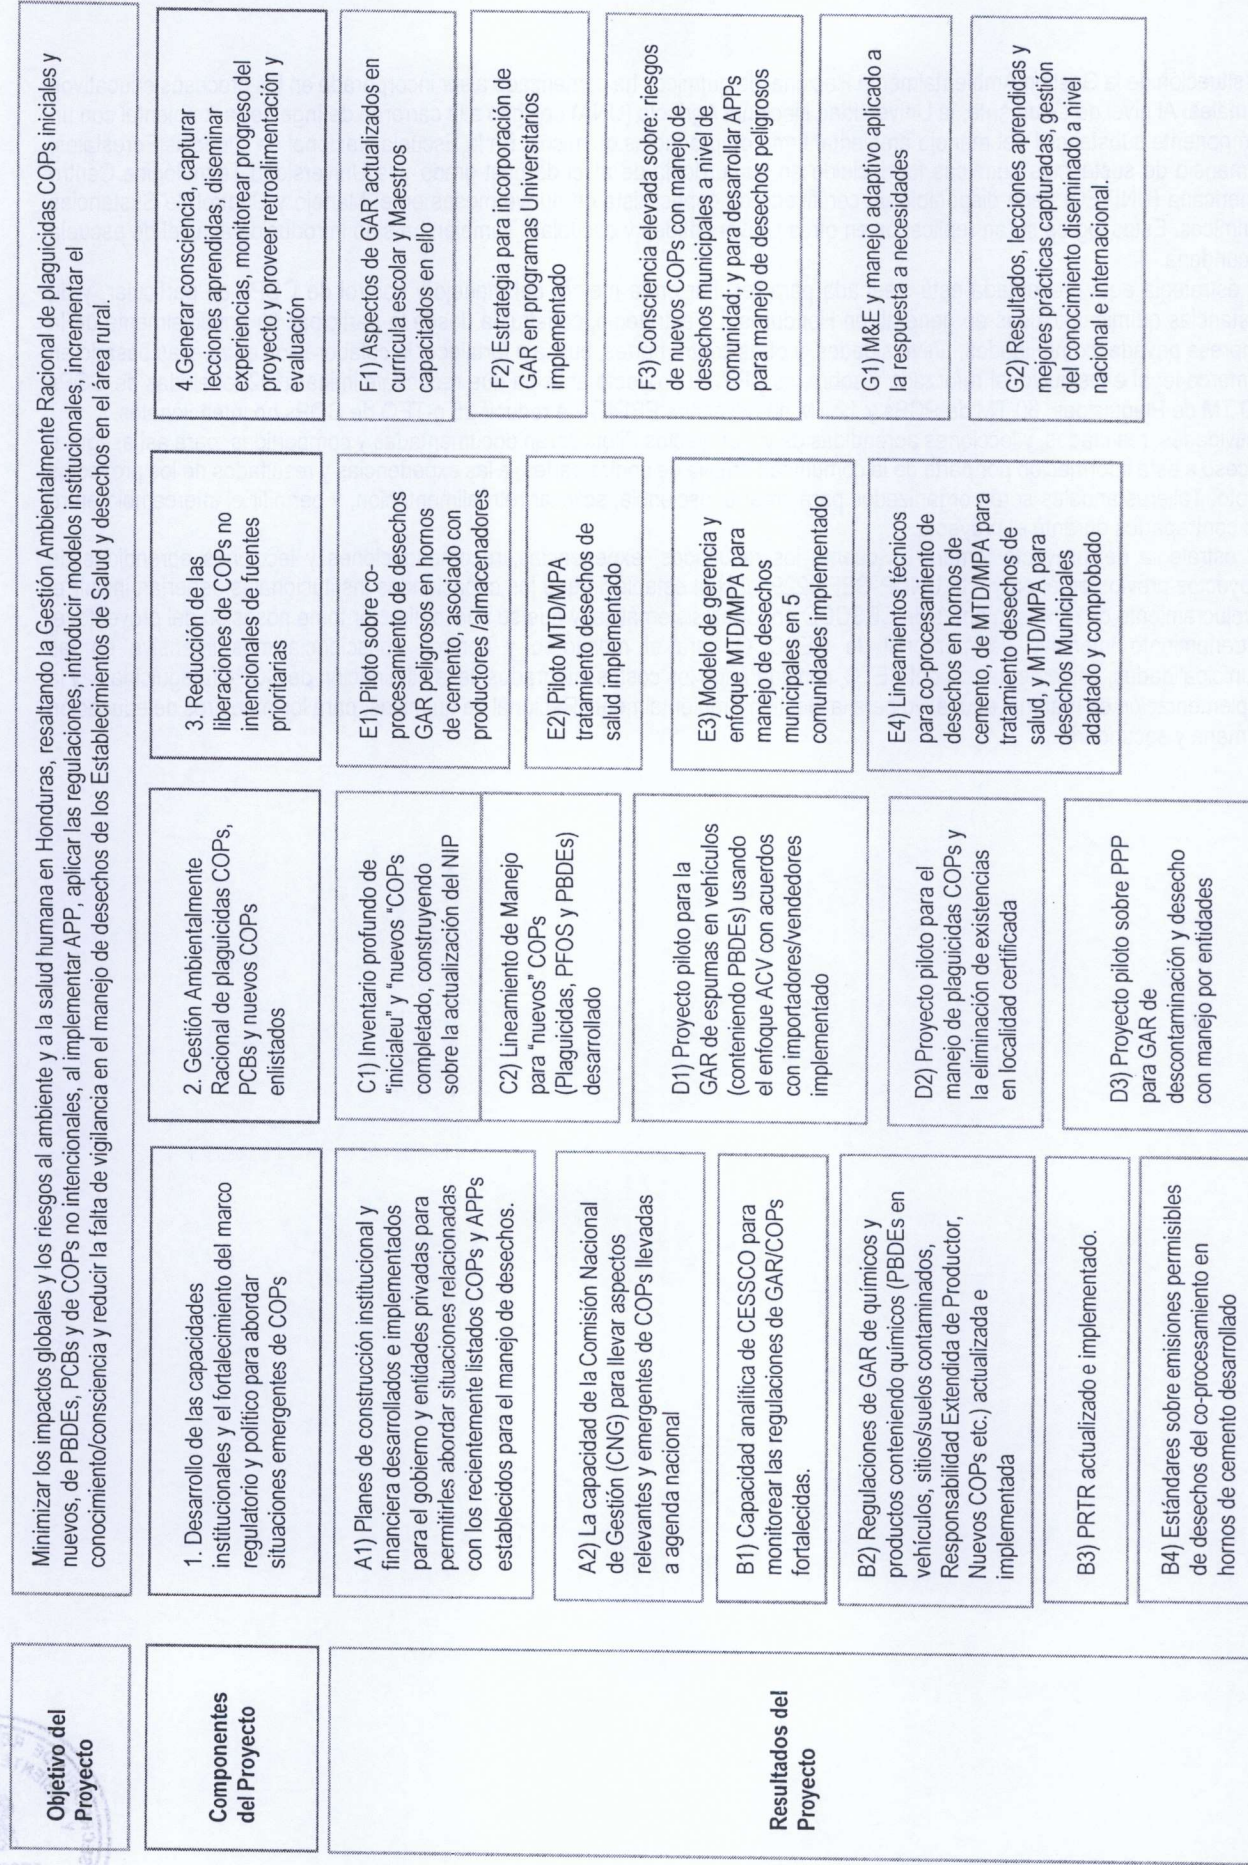 Objetivo del
Proyecto
Minimizar los impactos globales y los riesgos al ambiente y a la salud humana en Honduras, resaltando la Gestión Ambientalmente Racional de plaguicidas COPs iniciales y
nuevos, de PBDEs, PCBs y de COPs no intencionales, al implementar APP, aplicar las regulaciones, introducir modelos institucionales, incrementar el
conocimiento/consciencia y reducir la falta de vigilancia en el manejo de desechos de los Establecimientos de Salud y desechos en el área rural
Componentes
del Proyecto
1. Desarrollo de las capacidades
institucionales y el fortalecimiento del marco
regulatorio y político para abordar
situaciones emergentes de COPs
2. Gestión Ambientalmente
Racional de plaguicidas COPs,
PCBs y nuevos COPs
enlistados
3.Reducción de las
liberaciones de COPs no
intencionales de fuentes
prioritarias
4.Generar consciencia, capturar
lecciones aprendidas, diseminar
experiencias, monitorear progreso del
proyecto y proveer retroalimentación y
evaluación
Resultados del
Proyecto
A1) Planes de construcción institucional y
financiera desarrollados e implementados
para el gobierno y entidades privadas para
permitirles abordar situaciones relacionadas
con los recientemente listados COPs y APPs
establecidos para el manejo de desechos.
A2) La capacidad de la Comisión Nacional
de Gestión (CNG) para llevar aspectos
relevantes y emergentes de COPs llevadas
a agenda nacional
B1) Capacidad analítica de CESSCO para
monitorear las regulaciones de GAR/COPs
fortalecidas.
B2) Regulaciones de GAR de químicos y
productos conteniendo químicos (PBDEs en
vehículos, sitios/suelos contaminados,
Responsabilidad Extendida de Productor,
Nuevos COPs etc.) actualizada e
implementada
B3) PRTR actualizado e implementado.
B4) Estándares sobre emisiones permisibles
de desechos del co-procesamiento en
hornos de cemento desarrollado
C1) Inventario profundo de
"inicialeu" y "nuevos "COPs
completado, construyendo
sobre la actualización del NIP
C2) Lineamiento de Manejo
para "nuevos" COPs
(Plaguicidas, PFOS y PBDEs)
desarrollado
D1) Proyecto piloto para la
GAR de espumas en vehículos
(conteniendo PBDEs) usando
el enfoque ACV con acuerdos
con importadores/vendedores
implementado
D2) Proyecto piloto para el
manejo de plaguicidas COPs y
la eliminación de existencias
en localidad certificada
D3) Proyecto piloto sobre PPP
para GAR de
descontaminación y desecho
con manejo por entidades
E1) Piloto sobre co-
procesamiento de desechos
GAR peligrosos en hornos
de cemento, asociado con
productores /almacenadores
E2) Pilito MTD/MPA
tratamiento desecho de
salud implementado
E3) Modelo de gerencia y
enfoque MTD/MPA para
manejo de desechos
municipales en 5
comunidades implementado
E4) Lineamientos técnicos
para co-procesamiento de
desechos en hornos de
cemento, de MTD/MPA para
tratamiento desechos de
salud, y MTD/MPA para
desechos Municipales
adaptado y comprobado
F1) Aspectos de GAR actualizados en
currícula escolar y Maestros
capacitados en ello
F2) Estrategia para incorporación de
GAR en programas Universitarios
implementado
F3) Consciencia elevada sobre: riesgos
de nuevos COPs con manejo de
desechos municipales a nivel de
comunidad; y para desarrollar APP's
para manejo de desechos peligrosos
G1)M&E y manejo adaptivo aplicado a
la respuesta a necesidades
G2)Resultados, lecciones aprendidas y
mejores prácticas capturadas gestión
del conocimiento diseminado a nivel
nacional e internacional.